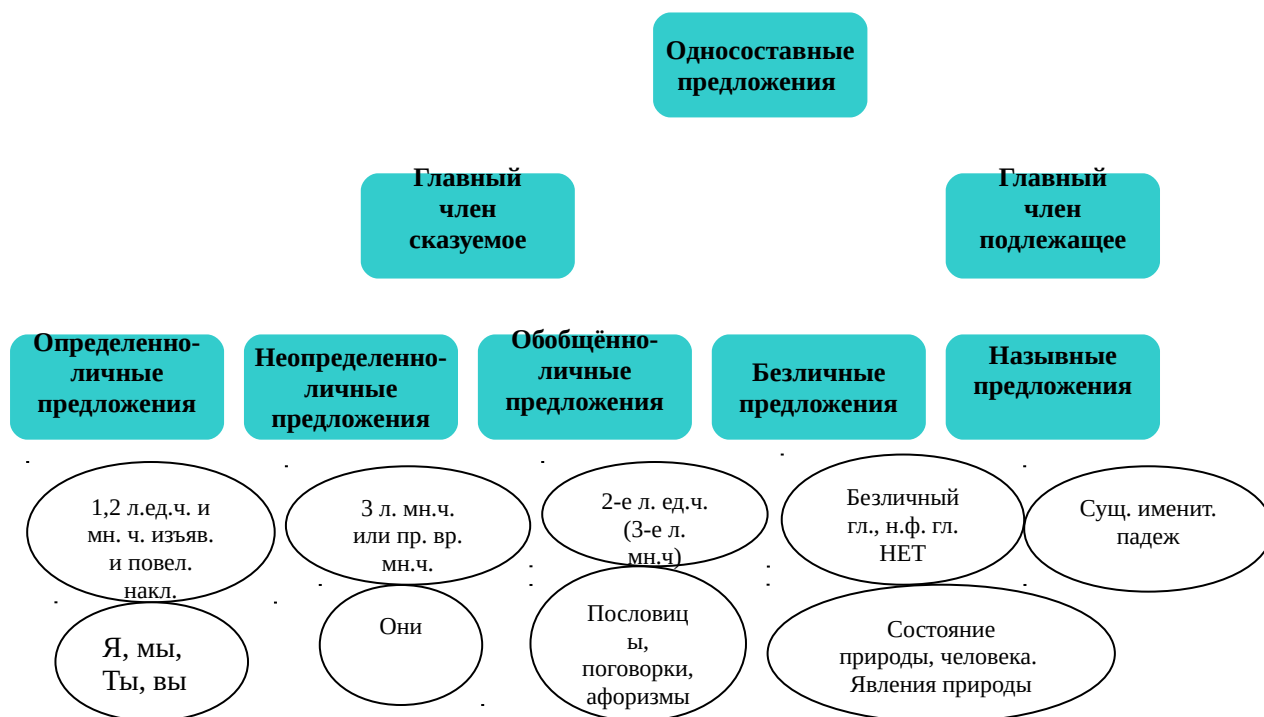 Односоставные
предложения
Главный
член
сказуемое
Главный
член
подлежащее
Определенно-
личные
предложения
Неопределенно-
личные
предложения
Обобщённо-
личные
предложения
Безличные
предложения
Назывные
предложения
1,2 л.ед.ч. и
мн. ч. изъяв.
и повел.
накл.
3 л. мн.ч.
или пр. вр.
мн.ч.
2-е л. ед.ч.
(3-е л.
мн.ч)
Безличный
гл., н.ф. гл.
НЕТ
Сущ. именит.
падеж
Я, мы,
Ты, вы
Они
Пословиц
ы,
поговорки,
афоризмы
Состояние
природы, человека.
Явления природы